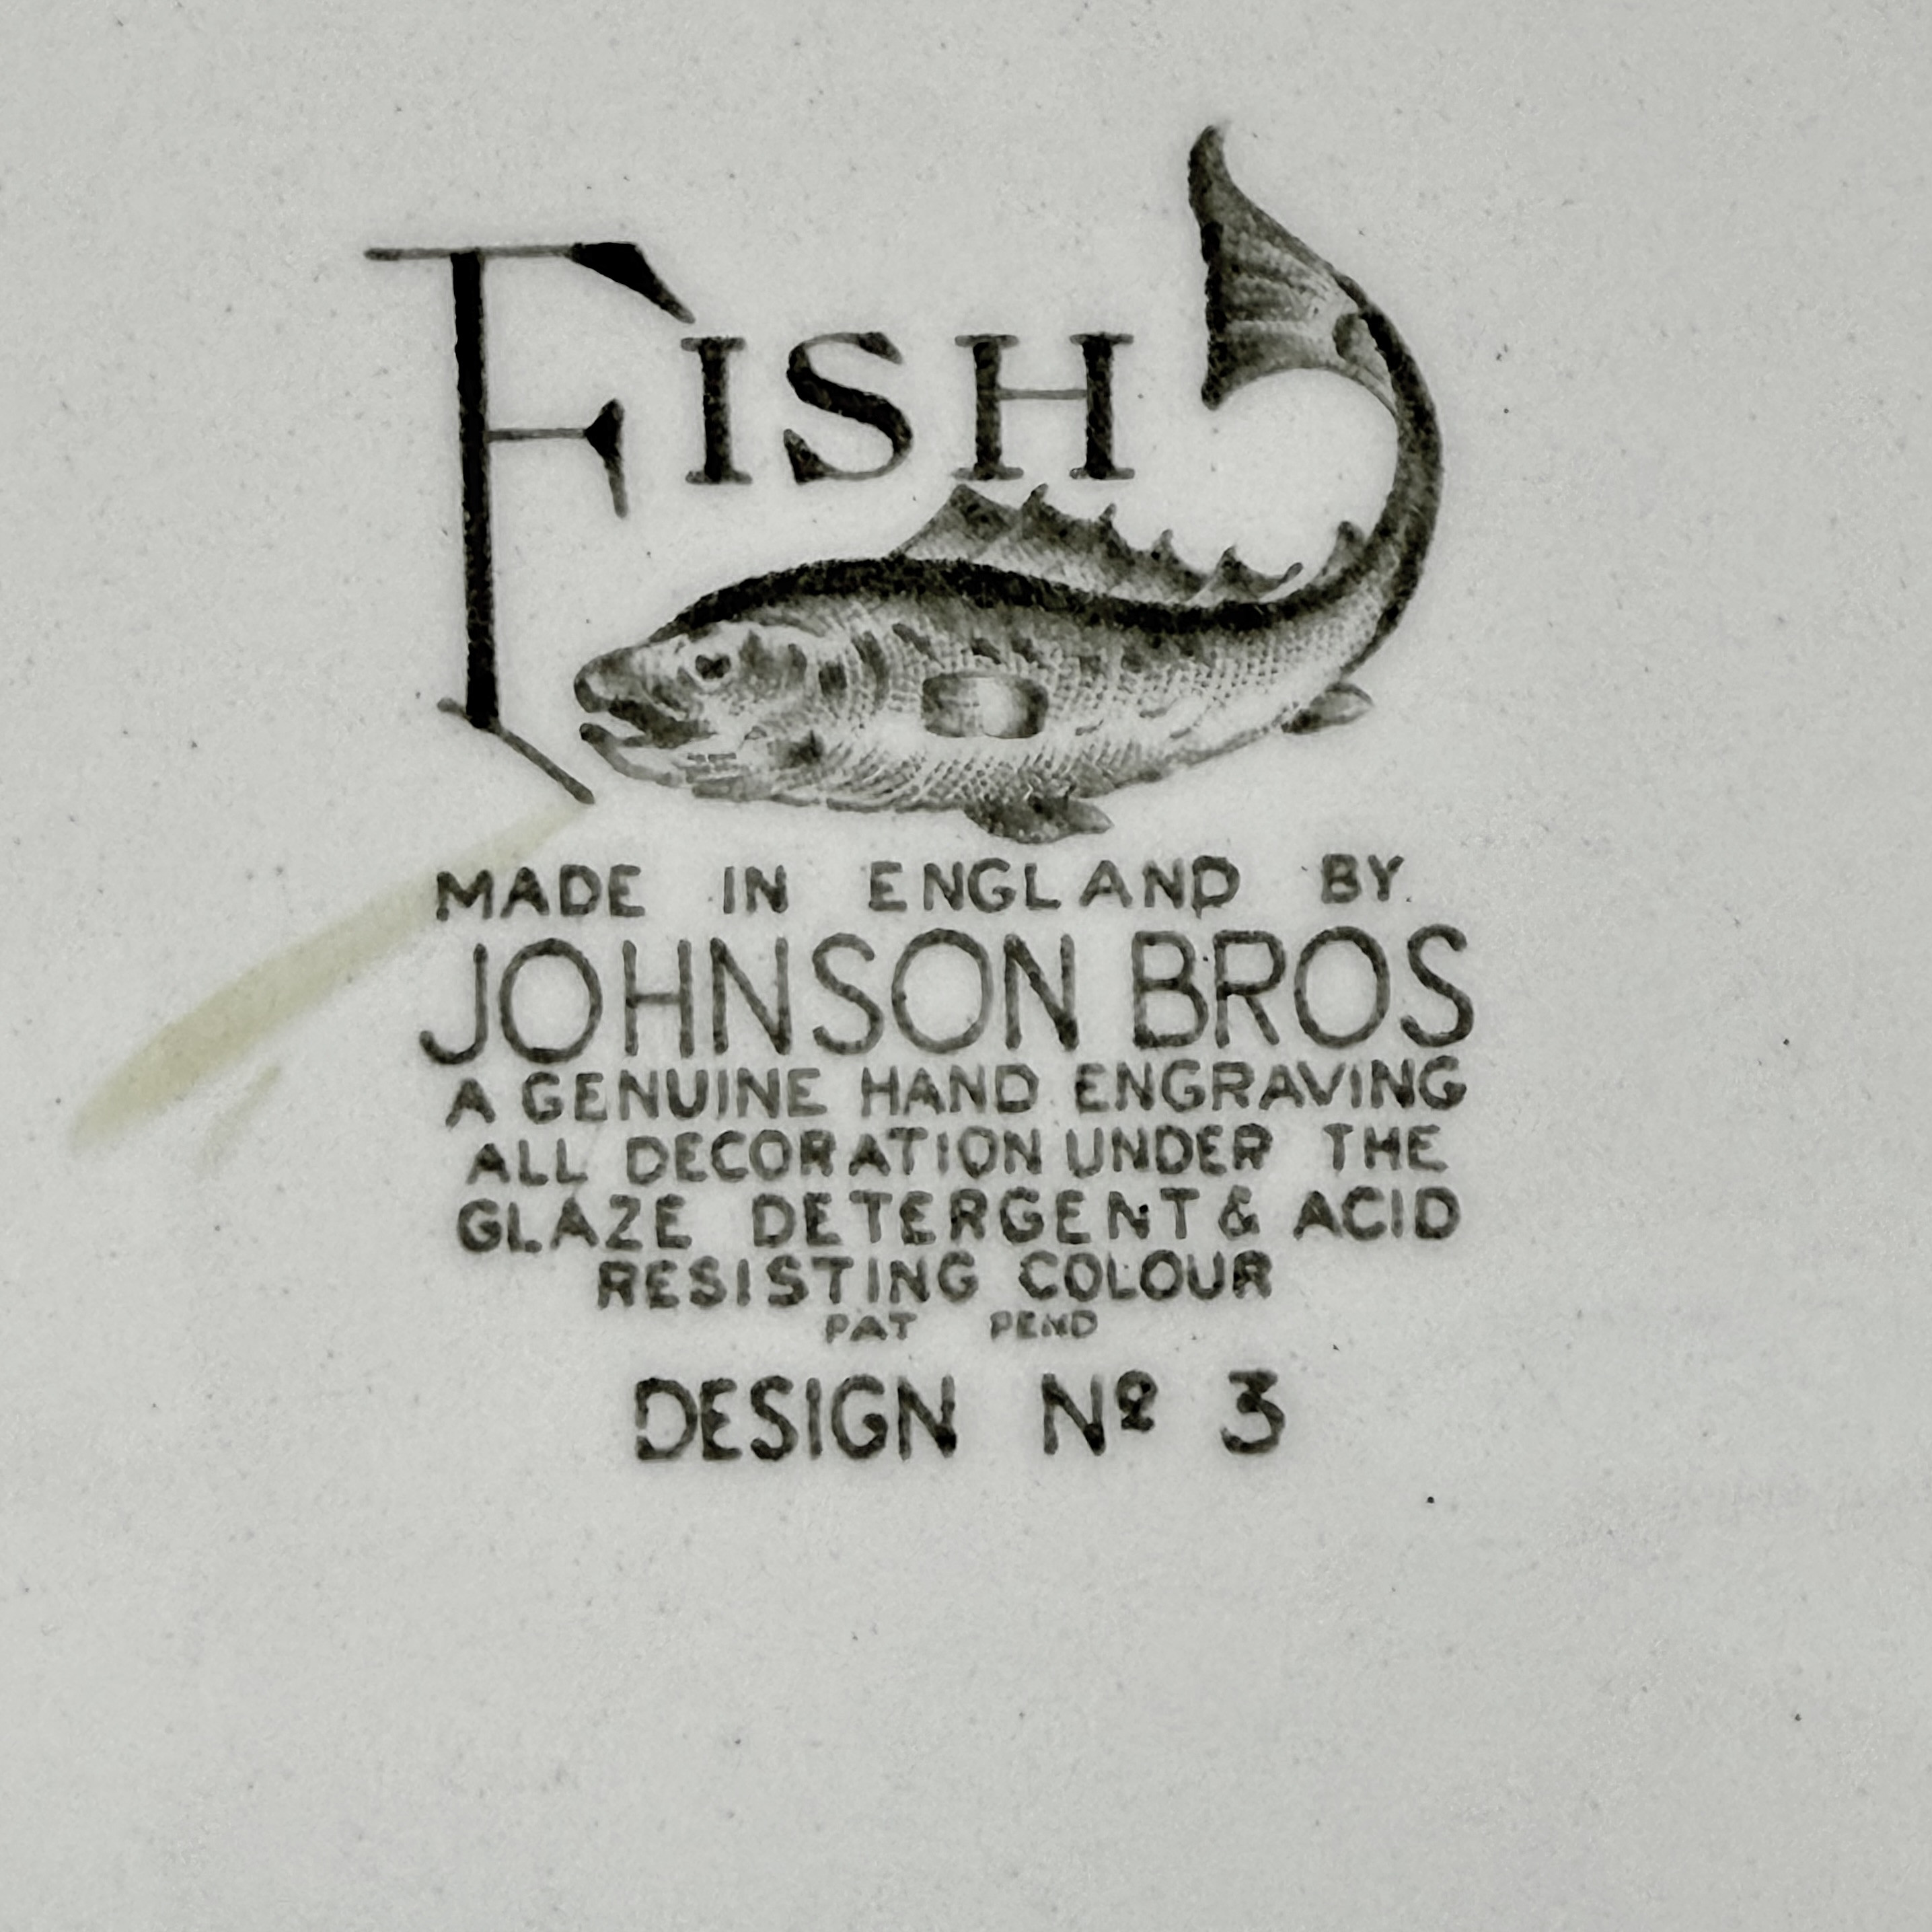 FISH
MADE IN ENGLAND BY
JOHNSON BROS
A GENUINE HAND ENGRAVING
ALL DECORATION UNDER THE
GLAZE DETERGENT & ACID
RESISTING COLOUR
PAT PEND
DESIGN Nº 3